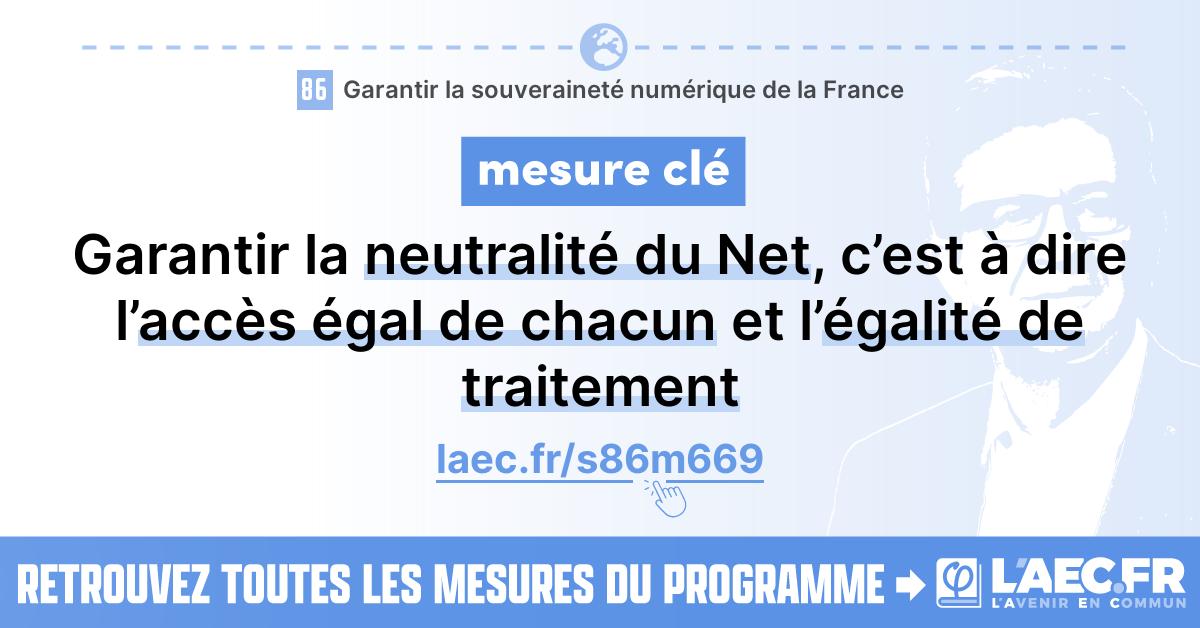 86 Garantir la souveraineté numérique de la France
mesure clé
Garantir la neutralité du Net, c’est à dire
l’accès égal de chacun et l’égalité de
traitement
laec.fr/s86m669
RETROUVEZ TOUTES LES MESURES DU PROGRAMME
φ L'AEC.FR
L'AVENIR EN COMMUN